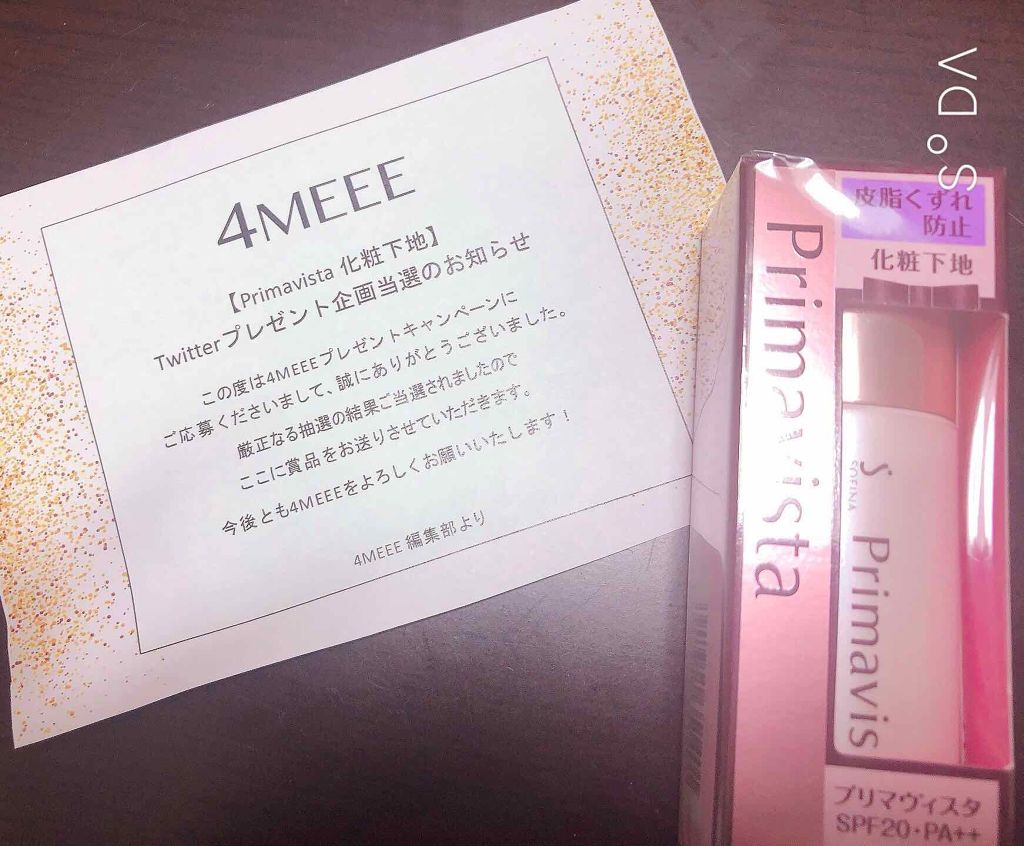 4MEEE
【Primavista 化粧下地】
Twitterプレゼント企画当選のお知らせ
この度は4MEEEプレゼントキャンペーンに
ご応募くださいまして、誠にありがとうございました。
厳正なる抽選の結果ご当選されましたので
ここに賞品をお送りさせていただきます。
今後とも4MEEEをよろしくお願いいたします！
4MEEE 編集部より
Primavista
皮脂くずれ
防止
化粧下地
SOFINA
Primavis
プリマヴィスタ
SPF20・PA++